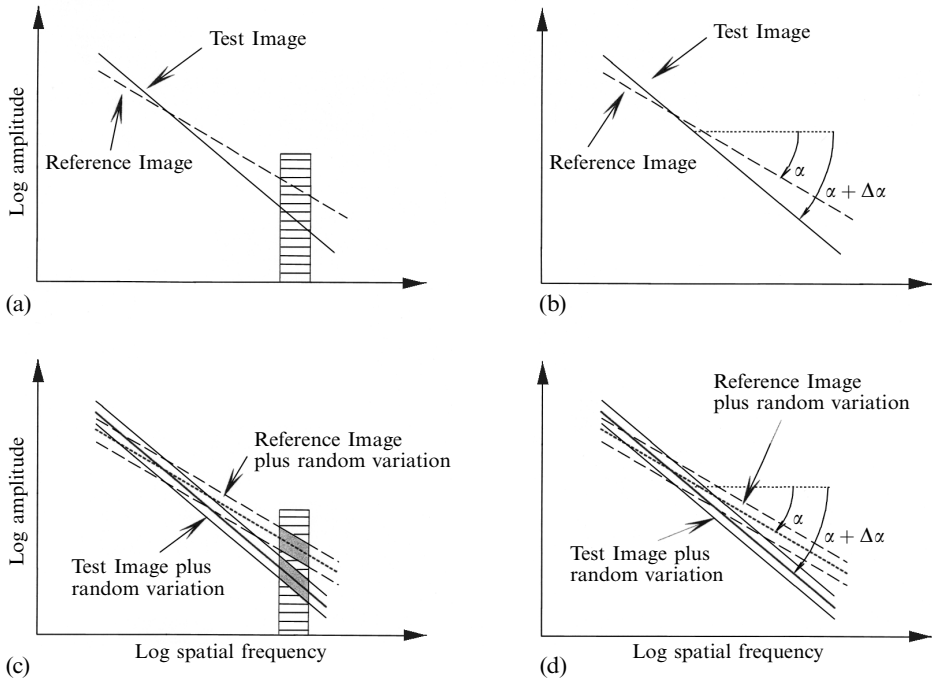 Log amplitude
Test Image
Reference Image
(a)
Test Image
Reference Image
α
α + Δα
(b)
Log amplitude
Reference Image
plus random variation
Test Image plus
random variation
Log spatial frequency
(c)
Reference Image
plus random variation
α
α + Δα
Test Image plus
random variation
Log spatial frequency
(d)